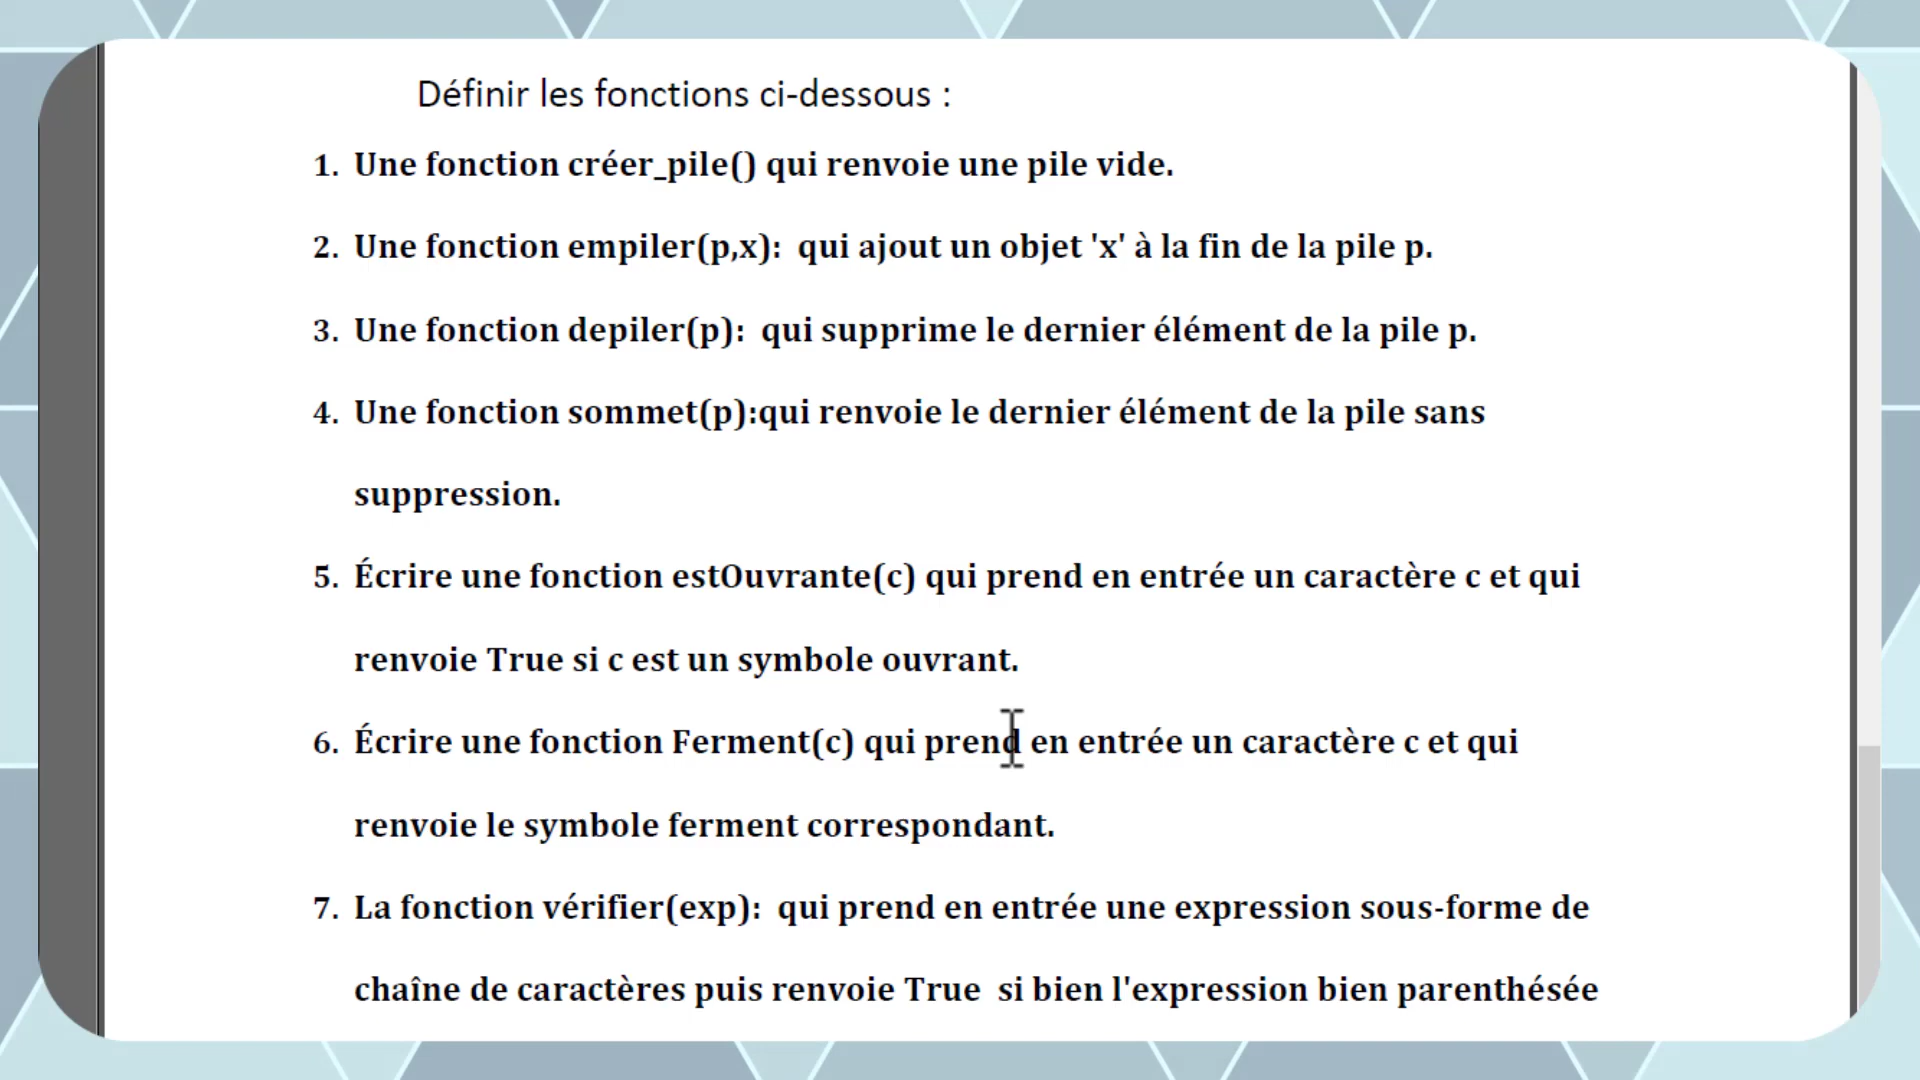 Définir les fonctions ci-dessous :
1. Une fonction créer_pile() qui renvoie une pile vide.
2. Une fonction empiler(p,x):  qui ajout un objet 'x' à la fin de la pile p.
3. Une fonction depiler(p):  qui supprime le dernier élément de la pile p.
4. Une fonction sommet(p):qui renvoie le dernier élément de la pile sans
suppression.
5. Écrire une fonction estOuvrante(c) qui prend en entrée un caractère c et qui
renvoie True si c est un symbole ouvrant.
6. Écrire une fonction Ferment(c) qui prend en entrée un caractère c et qui
renvoie le symbole ferment correspondant.
7. La fonction vérifier(exp):  qui prend en entrée une expression sous-forme de
chaîne de caractères puis renvoie True  si bien l'expression bien parenthésée